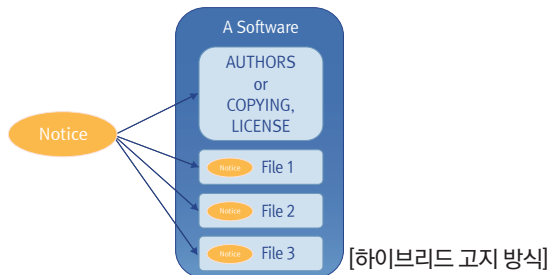 A Software
AUTHORS
or
COPYING,
LICENSE
Notice
Notice File 1
Notice File 2
Notice File 3
[하이브리드 고지 방식]